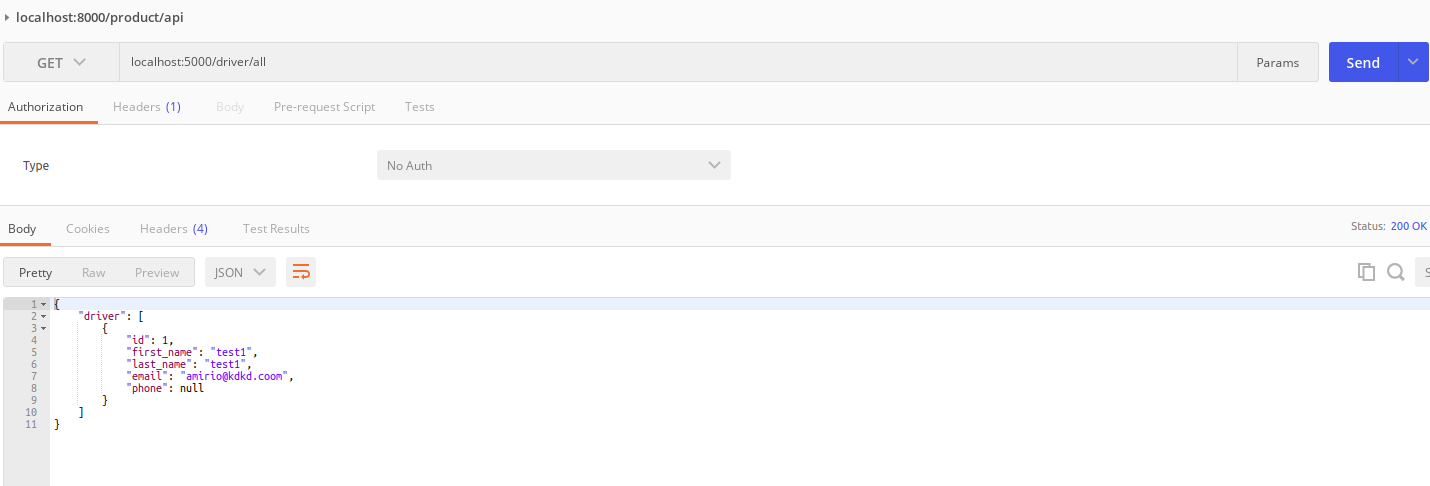 localhost:8000/product/api
GET localhost:5000/driver/all Params Send
Authorization Headers (1) Body Pre-request Script Tests
Type No Auth
Body Cookies Headers (4) Test Results Status: 200 OK
Pretty Raw Preview JSON S
1 {
2 "driver": [
3 {
4 "id": 1,
5 "first_name": "test1",
6 "last_name": "test1",
7 "email": "amirio@kdkd.coom",
8 "phone": null
9 }
10 ]
11 }